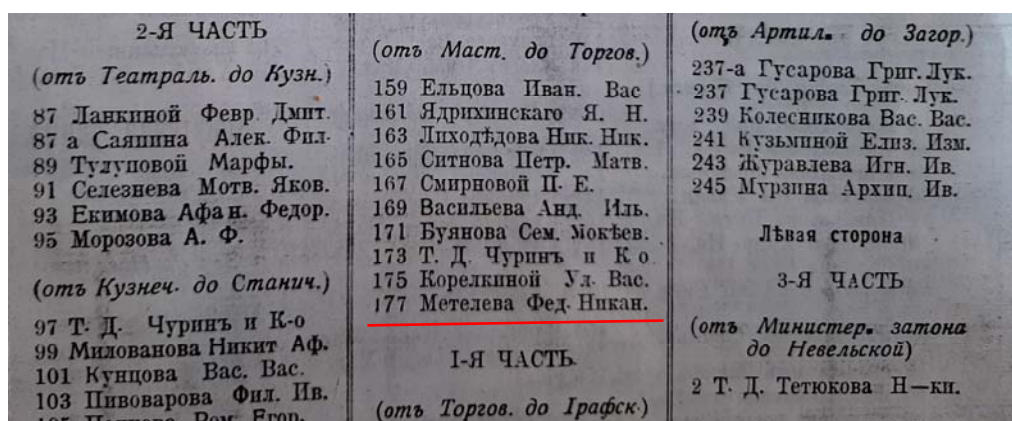 2-Я ЧАСТЬ
(отъ Театраль. до Кузн.)
87 Ланкиной Февр. Дмит.
87 а Саяпина Алек. Фил-
89 Тулуповой Марфы.
91 Селезнева Мотв. Яков.
93 Екимова Афан. Федор.
95 Морозова А. Ф.
(отъ Кузнеч. до Станич.)
97 Т. Д. Чуринъ и К-о
99 Милованова Никит Аф.
101 Кунцова Вас. Вас.
103 Пивоварова Фил. Ив.
(отъ Маст. до Торгов.)
159 Ельцова Иван. Вас
161 Ядрихинскаго Я. Н.
163 Лиходѣдова Ник. Ник.
165 Ситнова Петр. Матв.
167 Смирновой П. Е.
169 Васильева Анд. Иль.
171 Буянова Сем. Мокѣев.
173 Т. Д. Чуринъ и К о
175 Корелкиной Ул. Вас.
177 Метелева Фед. Никан.
I-Я ЧАСТЬ
(отъ Торгов. до Графск.)
(отъ Артил. до Загор.)
237-а Гусарова Григ. Лук.
237 Гусарова Григ. Лук.
239 Колесникова Вас. Вас.
241 Кузьминой Елиз. Изм.
243 Журавлева Игн. Ив.
245 Мурзина Архип. Ив.
Лѣвая сторона
3-Я ЧАСТЬ
(отъ Министер. затона
до Невельской)
2 Т. Д. Тетюкова Н—ки.